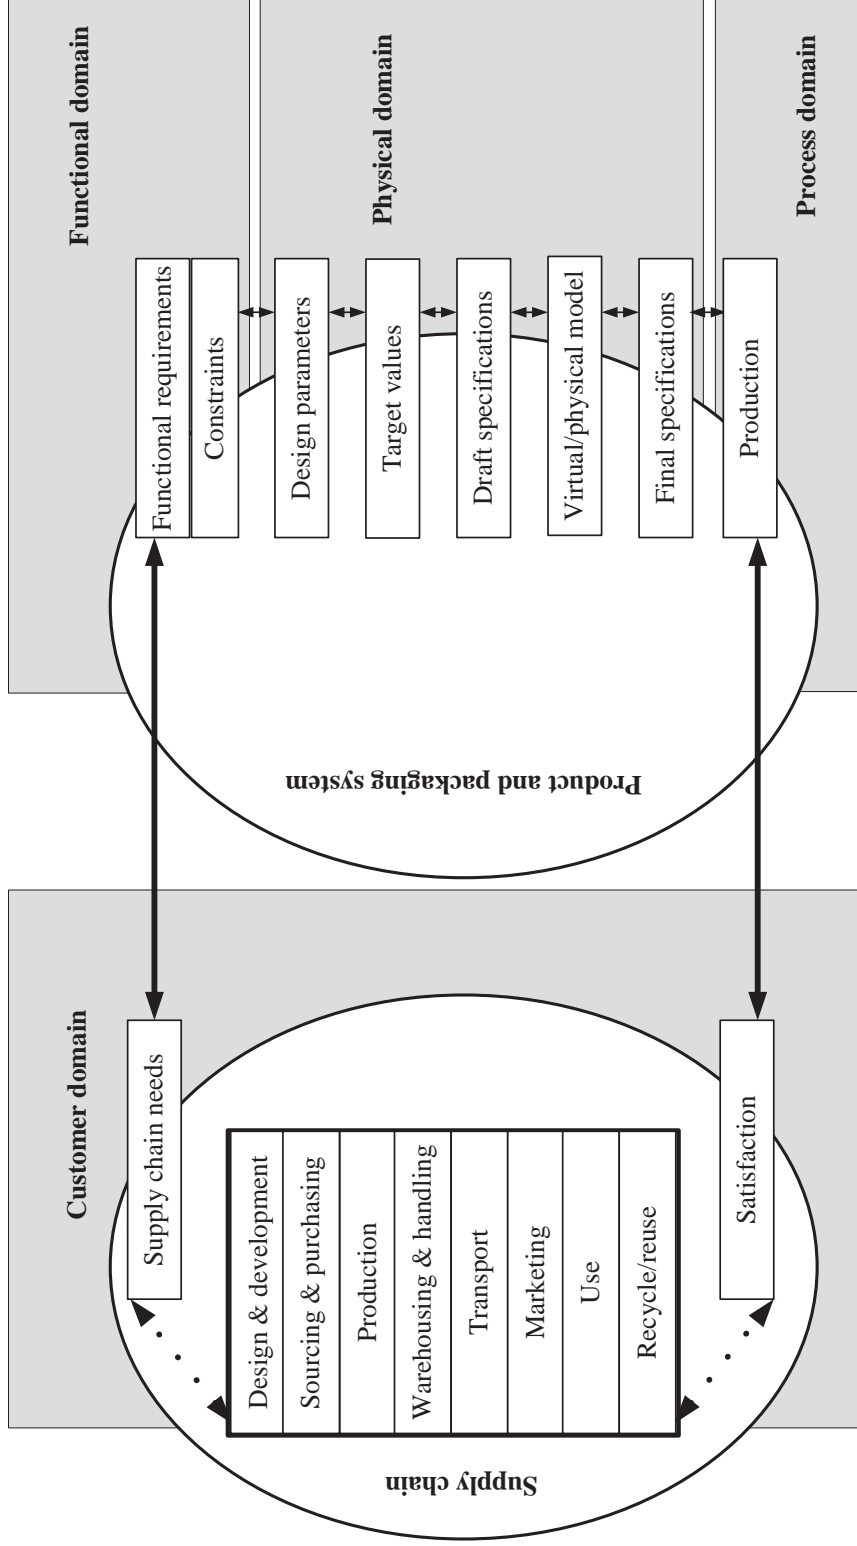 Customer domain
Supply chain needs
Design & development
Sourcing & purchasing
Production
Warehousing & handling
Transport
Marketing
Use
Recycle/reuse
Satisfaction
Supply chain
Product and packaging system
Functional domain
Functional requirements
Constraints
Physical domain
Design parameters
Target values
Draft specifications
Virtual/physical model
Final specifications
Process domain
Production